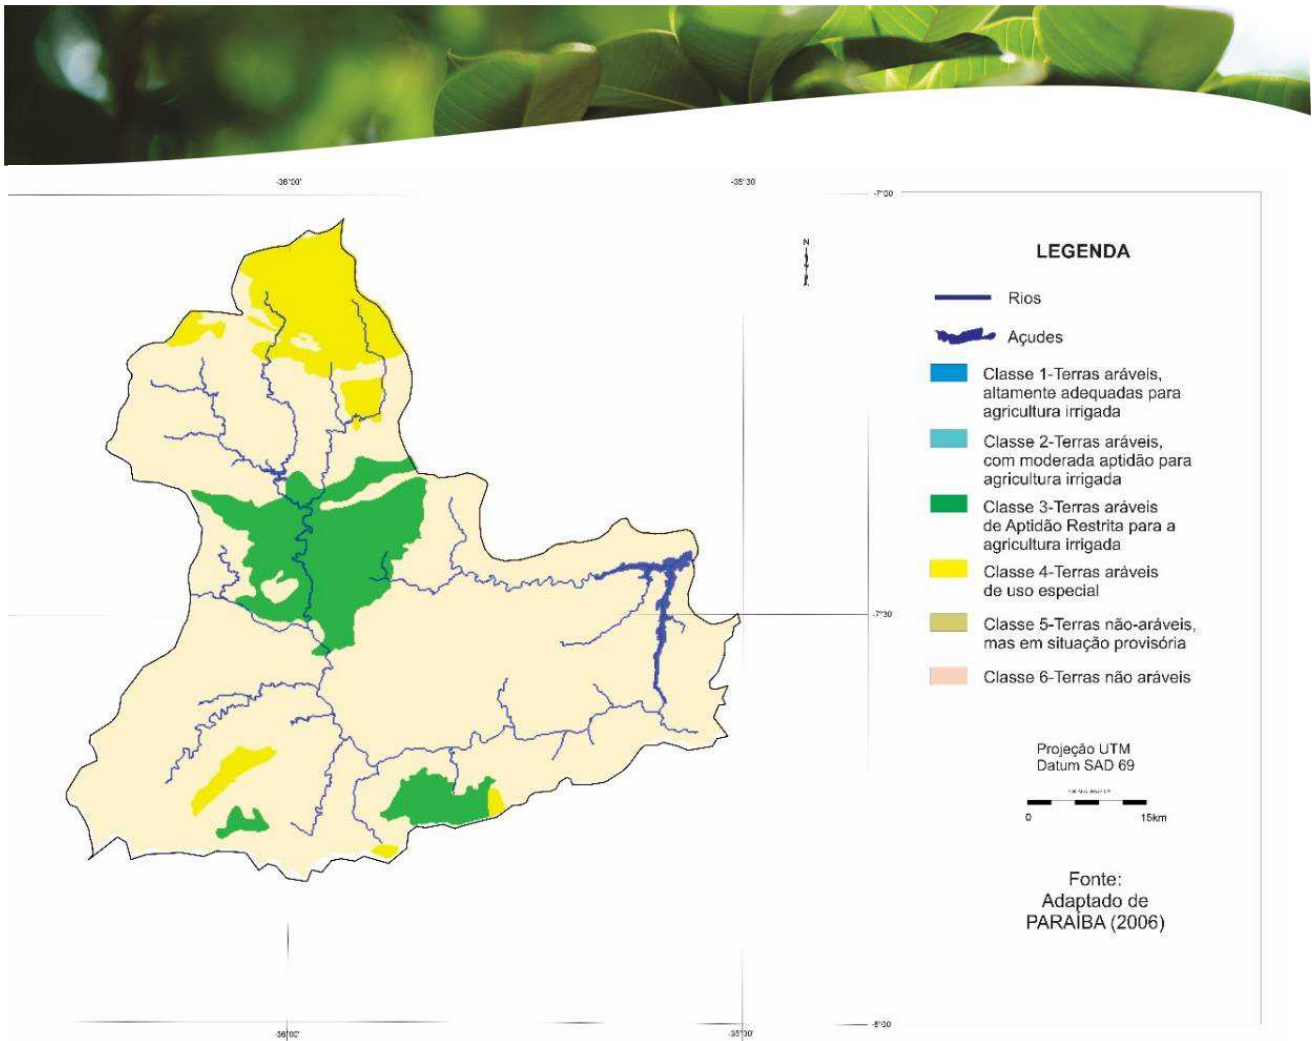 -36°00'
-35°30'
-7°00
N
LEGENDA
Rios
Açudes
Classe 1-Terras aráveis,
altamente adequadas para
agricultura irrigada
Classe 2-Terras aráveis,
com moderada aptidão para
agricultura irrigada
Classe 3-Terras aráveis
de Aptidão Restrita para a
agricultura irrigada
Classe 4-Terras aráveis
de uso especial
-7°30
Classe 5-Terras não-aráveis,
mas em situação provisória
Classe 6-Terras não aráveis
Projeção UTM
Datum SAD 69
0 15km
Fonte:
Adaptado de
PARAÍBA (2006)
-8°00
-36°00'
-35°30'